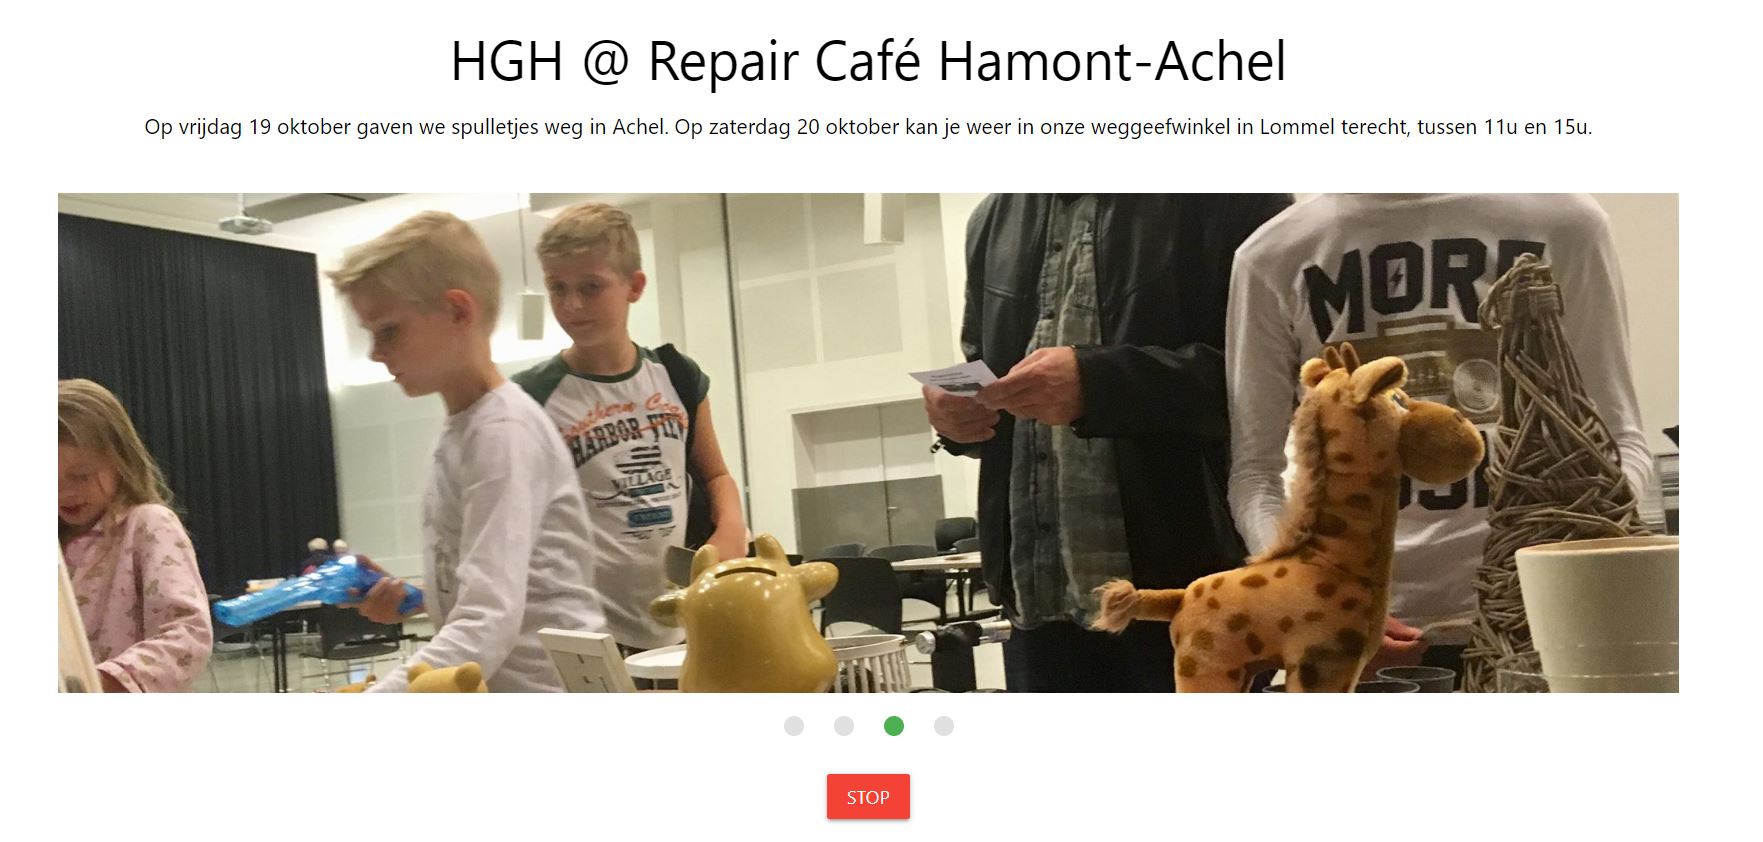 HGH @ Repair Café Hamont-Achel
Op vrijdag 19 oktober gaven we spulletjes weg in Achel. Op zaterdag 20 oktober kan je weer in onze weggeefwinkel in Lommel terecht, tussen 11u en 15u.
MORE
Southern
HARBOR VIEW
VILLAGE
STOP